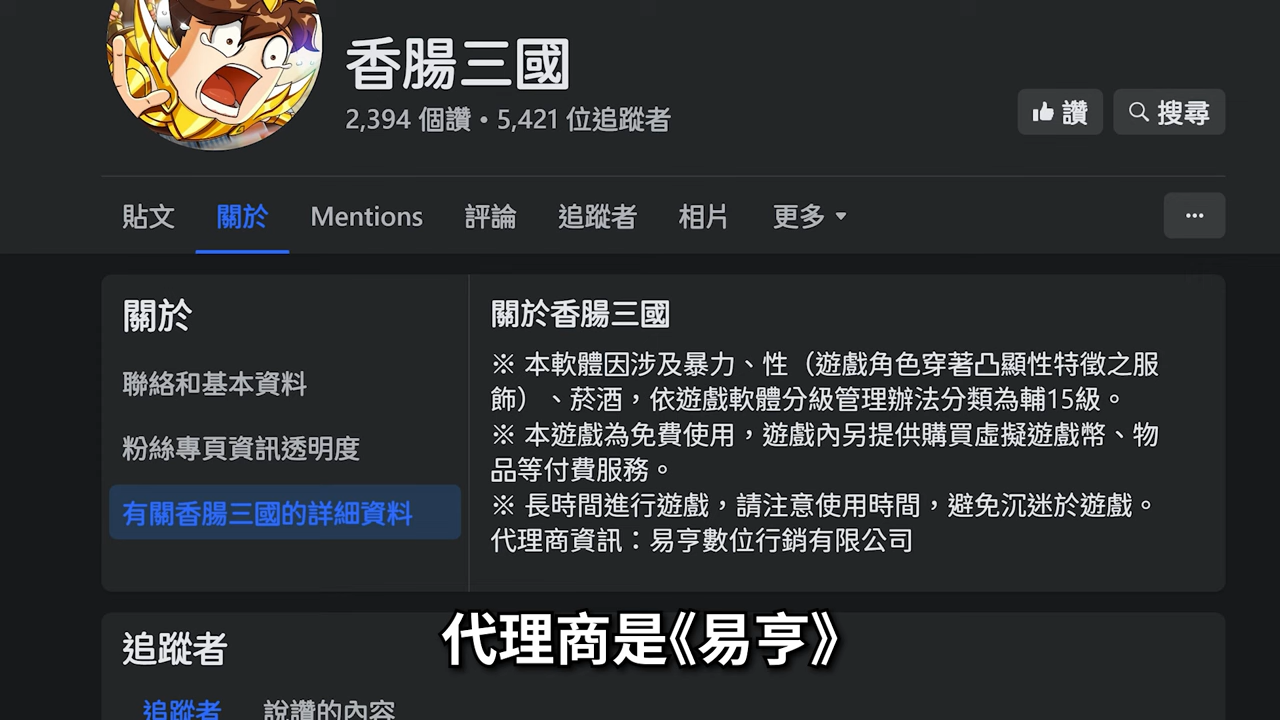 香腸三國
2,394 個讚 • 5,421 位追蹤者
讚
搜尋
貼文
關於
Mentions
評論
追蹤者
相片
更多
關於
聯絡和基本資料
粉絲專頁資訊透明度
有關香腸三國的詳細資料
關於香腸三國
※ 本軟體因涉及暴力、性（遊戲角色穿著凸顯性特徵之服
飾）、菸酒，依遊戲軟體分級管理辦法分類為輔15級。
※ 本遊戲為免費使用，遊戲內另提供購買虛擬遊戲幣、物
品等付費服務。
※ 長時間進行遊戲，請注意使用時間，避免沉迷於遊戲。
代理商資訊：易亨數位行銷有限公司
代理商是《易亨》
追蹤者
追蹤者
說讚的內容